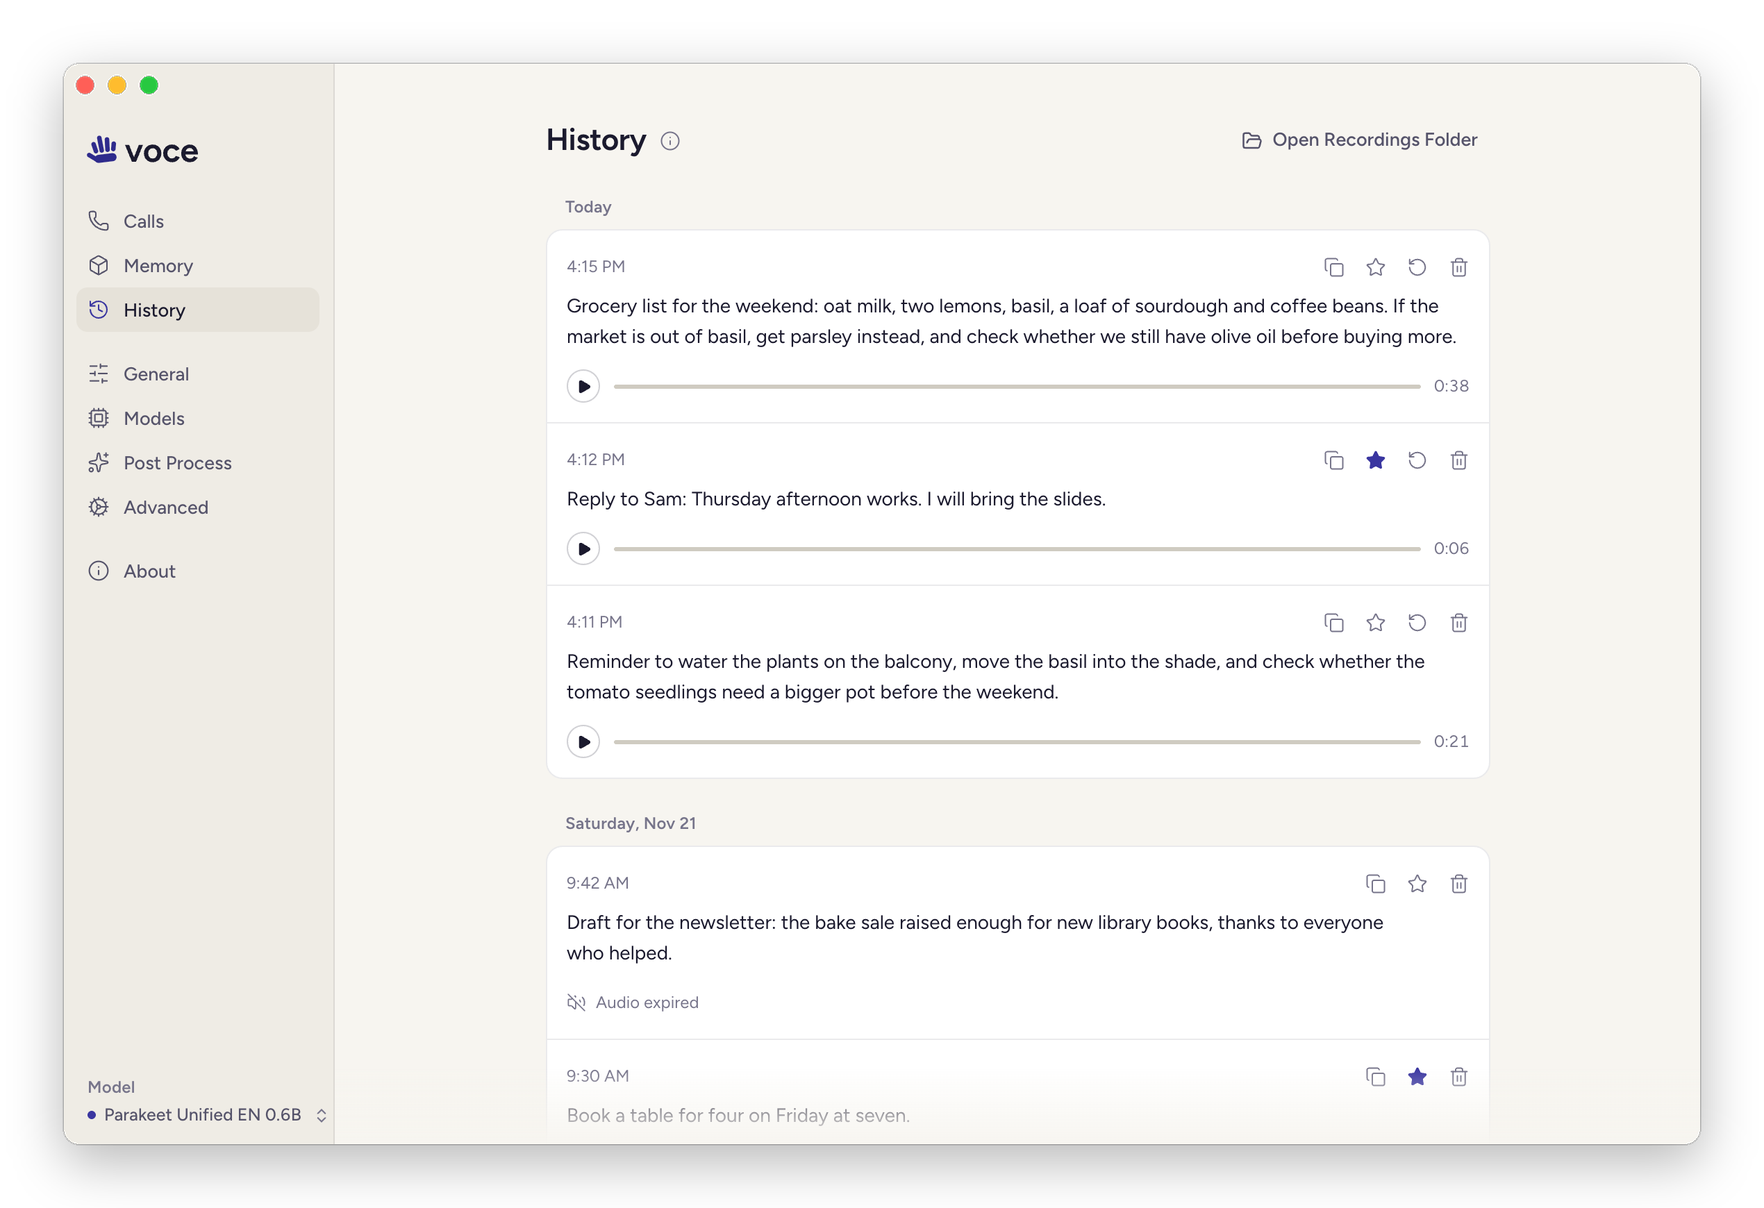 voce
Calls
Memory
History
General
Models
Post Process
Advanced
About
Model
Parakeet Unified EN 0.6B
History
Open Recordings Folder
Today
4:15 PM
Grocery list for the weekend: oat milk, two lemons, basil, a loaf of sourdough and coffee beans. If the
market is out of basil, get parsley instead, and check whether we still have olive oil before buying more.
0:38
4:12 PM
Reply to Sam: Thursday afternoon works. I will bring the slides.
0:06
4:11 PM
Reminder to water the plants on the balcony, move the basil into the shade, and check whether the
tomato seedlings need a bigger pot before the weekend.
0:21
Saturday, Nov 21
9:42 AM
Draft for the newsletter: the bake sale raised enough for new library books, thanks to everyone
who helped.
Audio expired
9:30 AM
Book a table for four on Friday at seven.